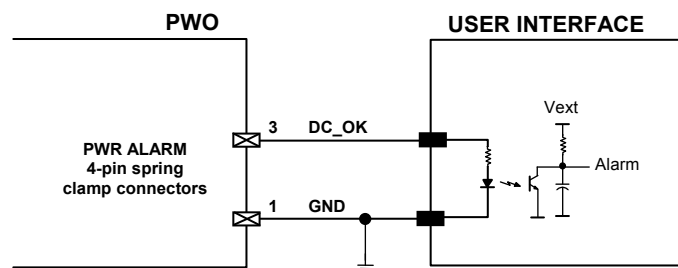 PWO
USER INTERFACE
3 DC_OK
PWR ALARM
4-pin spring
clamp connectors
1 GND
Vext
Alarm